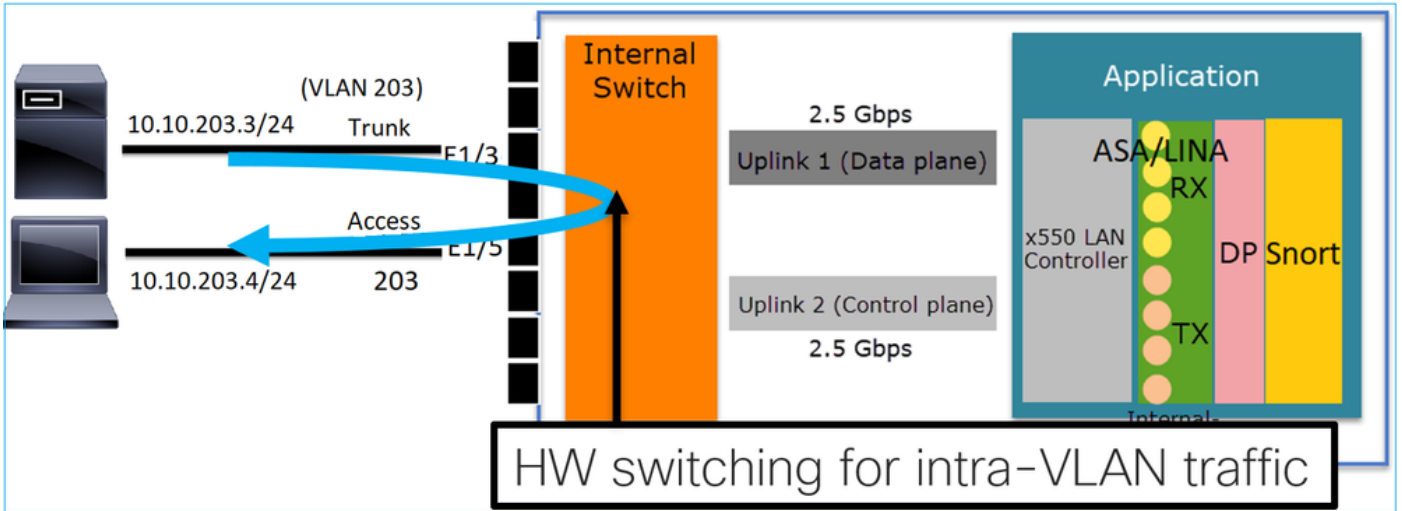 (VLAN 203)
10.10.203.3/24
Trunk
E1/3
Access
E1/5
10.10.203.4/24
203
Internal
Switch
2.5 Gbps
Uplink 1 (Data plane)
Uplink 2 (Control plane)
2.5 Gbps
Application
ASA/LINA
RX
x550 LAN
Controller
DP
Snort
TX
Internal-
HW switching for intra-VLAN traffic